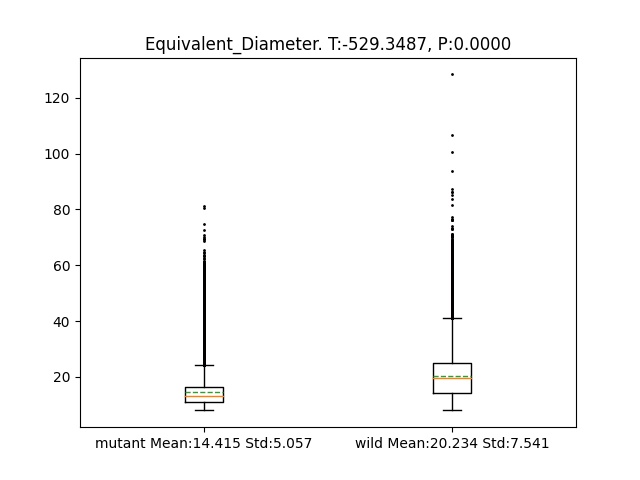 Equivalent_Diameter. T:-529.3487, P:0.0000
120
100
80
60
40
20
mutant Mean:14.415 Std:5.057
wild Mean:20.234 Std:7.541